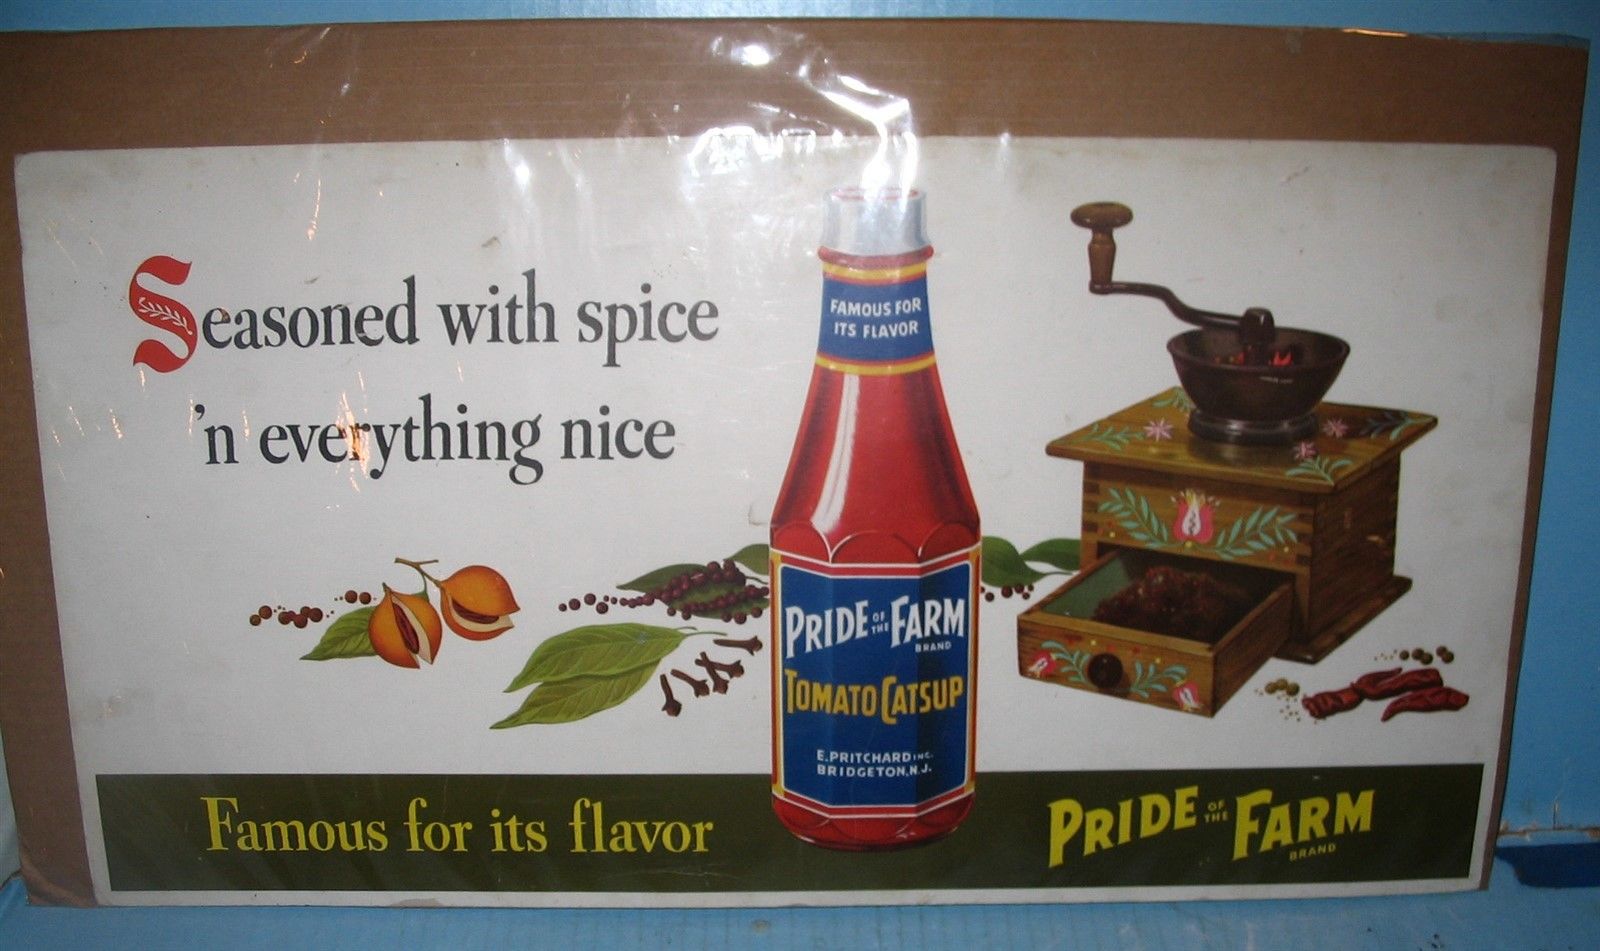 Seasoned with spice
'n everything nice
FAMOUS FOR
ITS FLAVOR
PRIDE OF THE FARM
BRAND
TOMATO CATSUP
E. PRITCHARD INC.
BRIDGETON, N.J.
Famous for its flavor
PRIDE OF THE FARM
BRAND